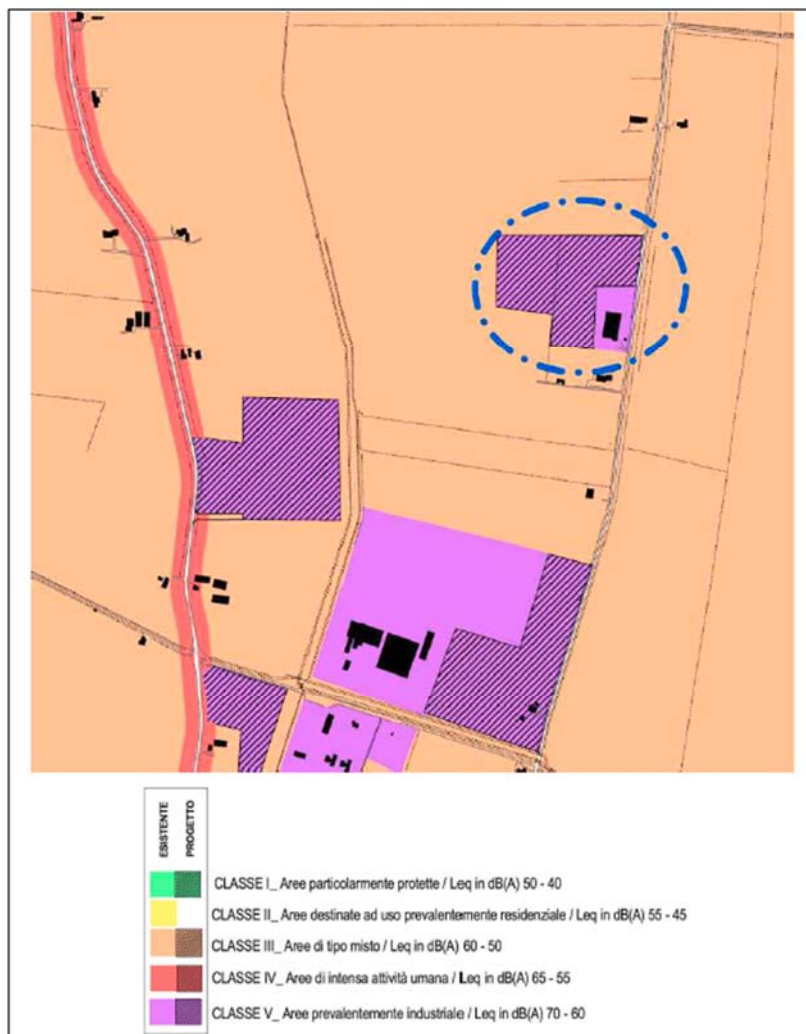 ESISTENTE
PROGETTO
CLASSE I_ Aree particolarmente protette / Leq in dB(A) 50 - 40
CLASSE II_ Aree destinate ad uso prevalentemente residenziale / Leq in dB(A) 55 - 45
CLASSE III_ Aree di tipo misto / Leq in dB(A) 60 - 50
CLASSE IV_ Aree di intensa attività umana / Leq in dB(A) 65 - 55
CLASSE V_ Aree prevalentemente industriale / Leq in dB(A) 70 - 60